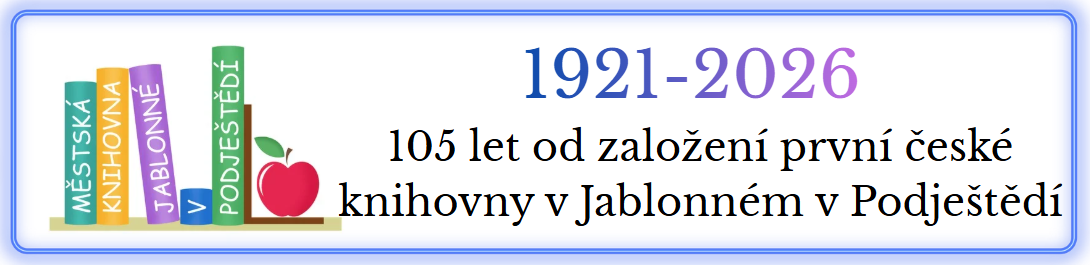 MĚSTSKÁ
KNIHOVNA
JABLONNÉ
V
PODJEŠTĚDÍ
1921-2026
105 let od založení první české
knihovny v Jablonném v Podještědí